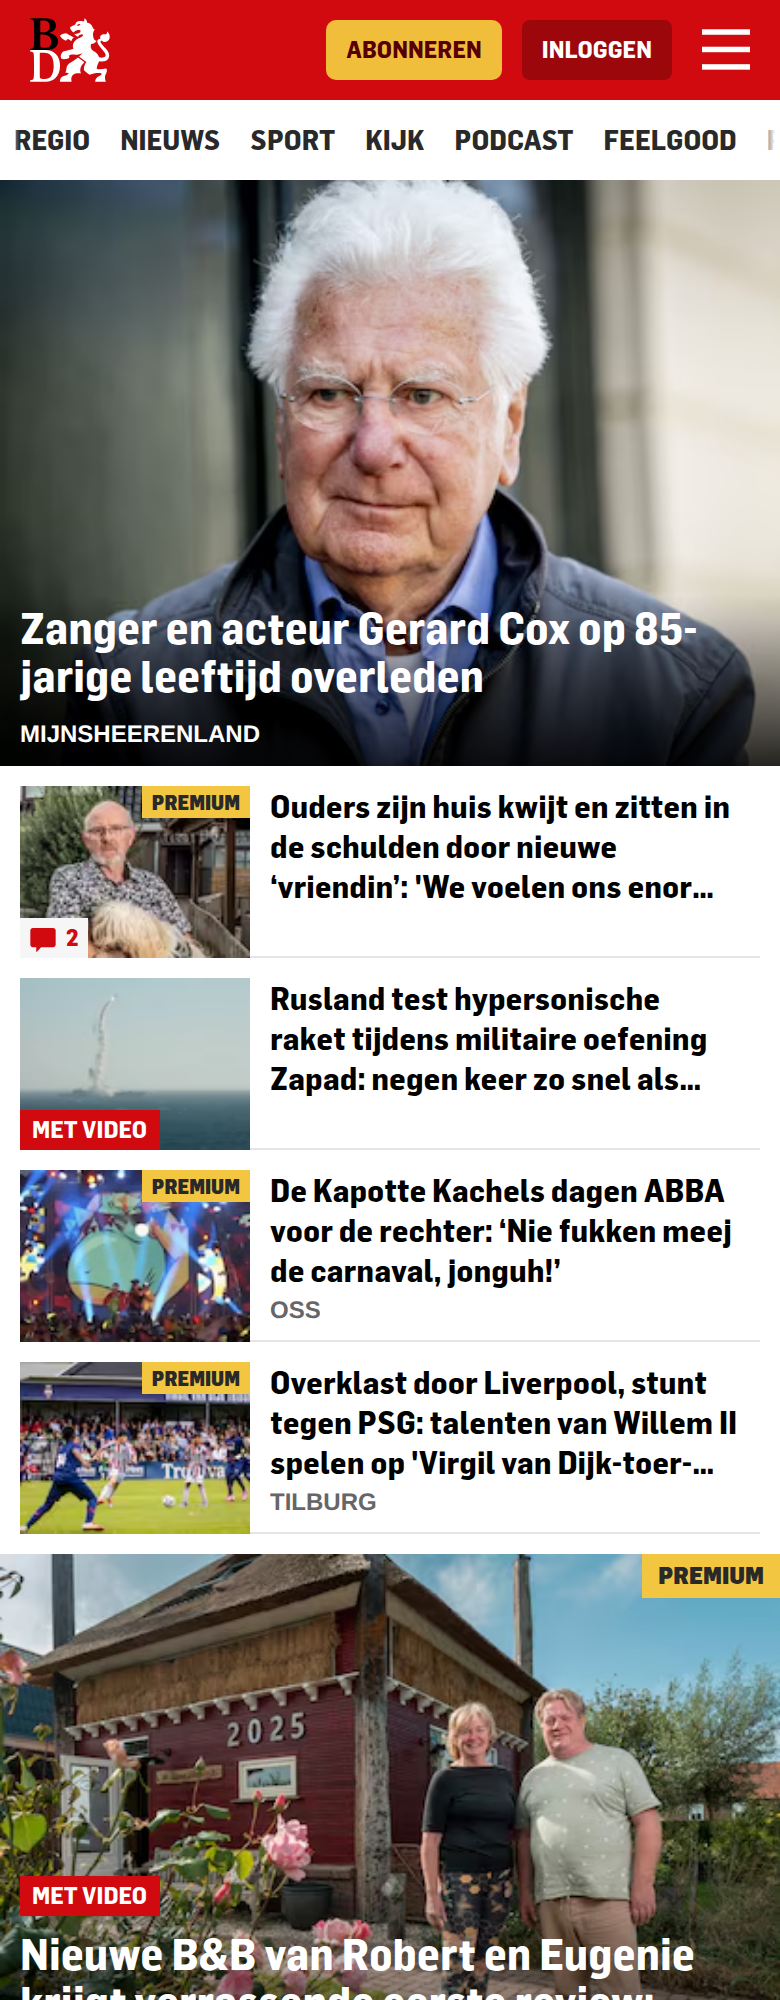 B
D
ABONNEREN
INLOGGEN
REGIO NIEUWS SPORT KIJK PODCAST FEELGOOD
Zanger en acteur Gerard Cox op 85-
jarige leeftijd overleden
MIJNSHEERENLAND
PREMIUM
2
Ouders zijn huis kwijt en zitten in
de schulden door nieuwe
‘vriendin’: 'We voelen ons enor...
MET VIDEO
Rusland test hypersonische
raket tijdens militaire oefening
Zapad: negen keer zo snel als...
PREMIUM
De Kapotte Kachels dagen ABBA
voor de rechter: ‘Nie fukken meej
de carnaval, jonguh!’
OSS
PREMIUM
Overklast door Liverpool, stunt
tegen PSG: talenten van Willem II
spelen op 'Virgil van Dijk-toer-...
TILBURG
PREMIUM
2025
MET VIDEO
Nieuwe B&B van Robert en Eugenie
krijgt verrassende eerste review: